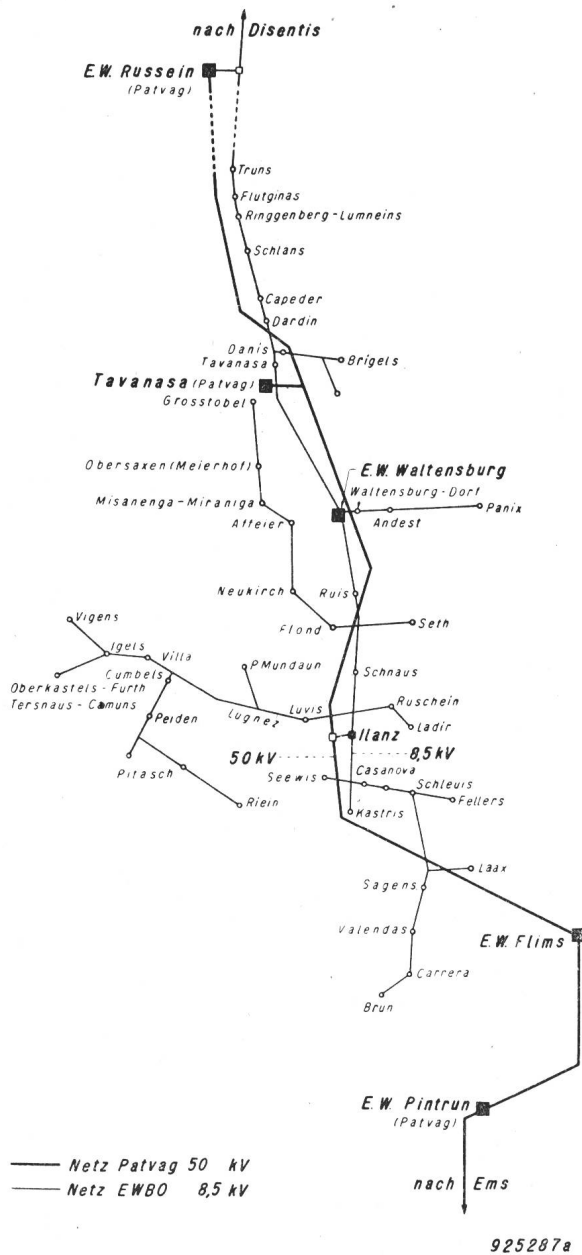 nach Disentis
E.W. Russein
(Patvag)
Truns
Flutginas
Ringgenberg-Lumneins
Schlans
Capeder
Dardin
Danis
Brigels
Tavanasa
Tavanasa (Patvag)
Grosstobel
E.W. Waltensburg
Obersaxen (Meierhof)
Waltensburg-Dorf
Panix
Misanenga-Miraniga
Andest
Affeier
Neukirch
Ruis
Vigens
Flond
Seth
Igels
Villa
P. Mundaun
Schnaus
Cumbels
Oberkastels-Furth
Tersnaus-Camuns
Ruschein
Peiden
Lugnez
Luvis
Ladir
Ilanz
50 kV
8,5 kV
Pitasch
Seewis
Casanova
Schleuis
Riein
Fellers
Kastris
Laax
Sagens
Valendas
E.W. Flims
Carrera
Brun
E.W. Pintrun
(Patvag)
Netz Patvag 50 kV
nach Ems
Netz EWBO 8,5 kV
925287a